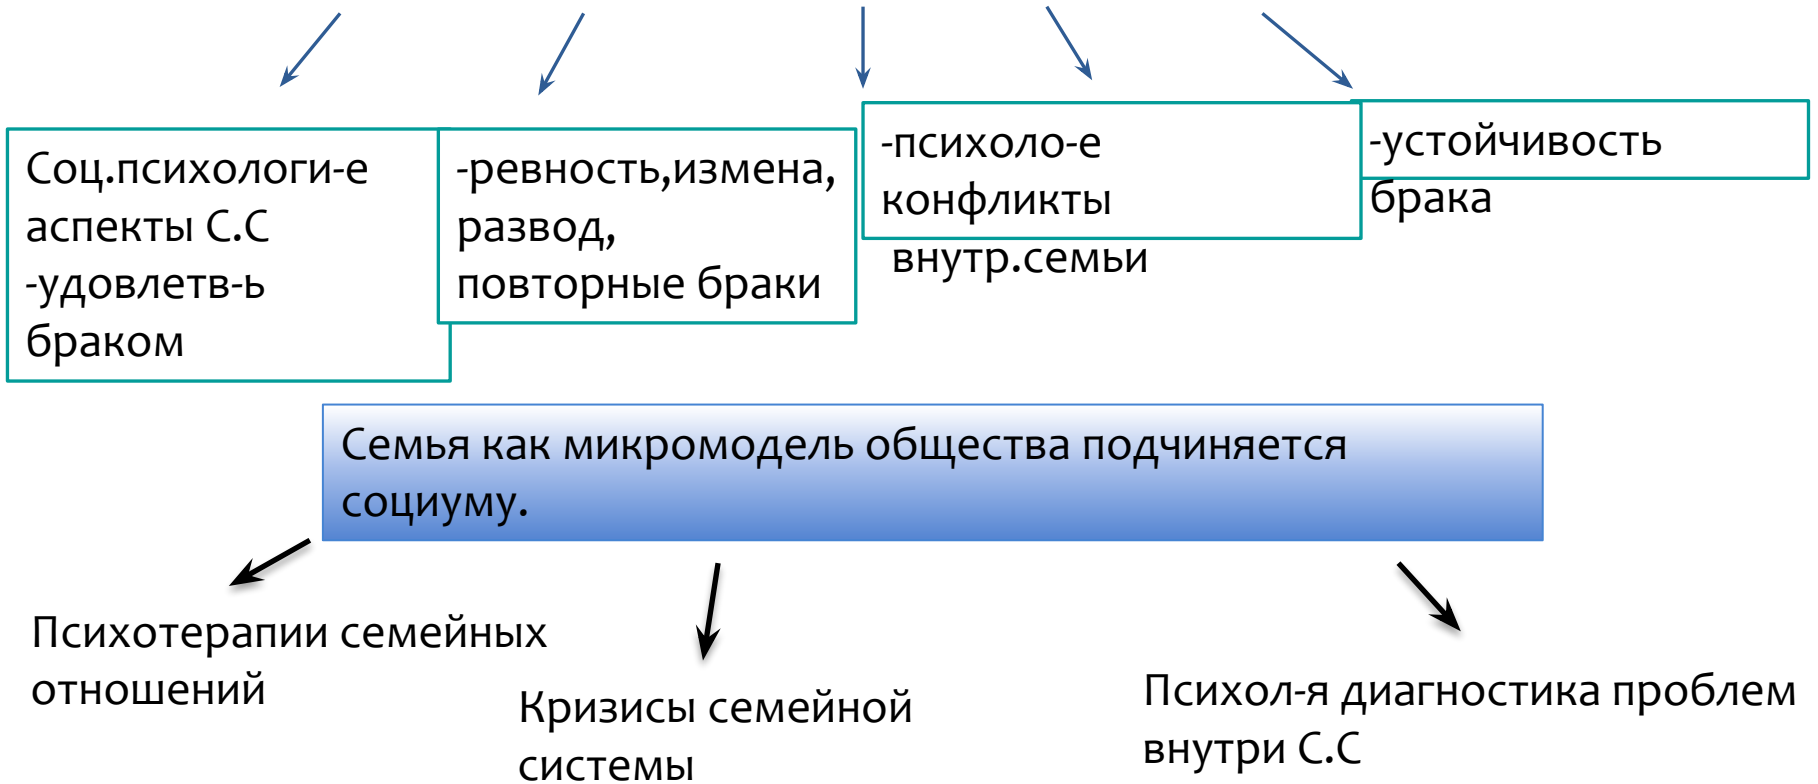 Соц.психологи-е
аспекты С.С
-удовлетв-ь
браком
-ревность,измена,
развод,
повторные браки
-психоло-е
конфликты
внутр.семьи
-устойчивость
брака
Семья как микромодель общества подчиняется
социуму.
Психотерапии семейных
отношений
Кризисы семейной
системы
Психол-я диагностика проблем
внутри С.С